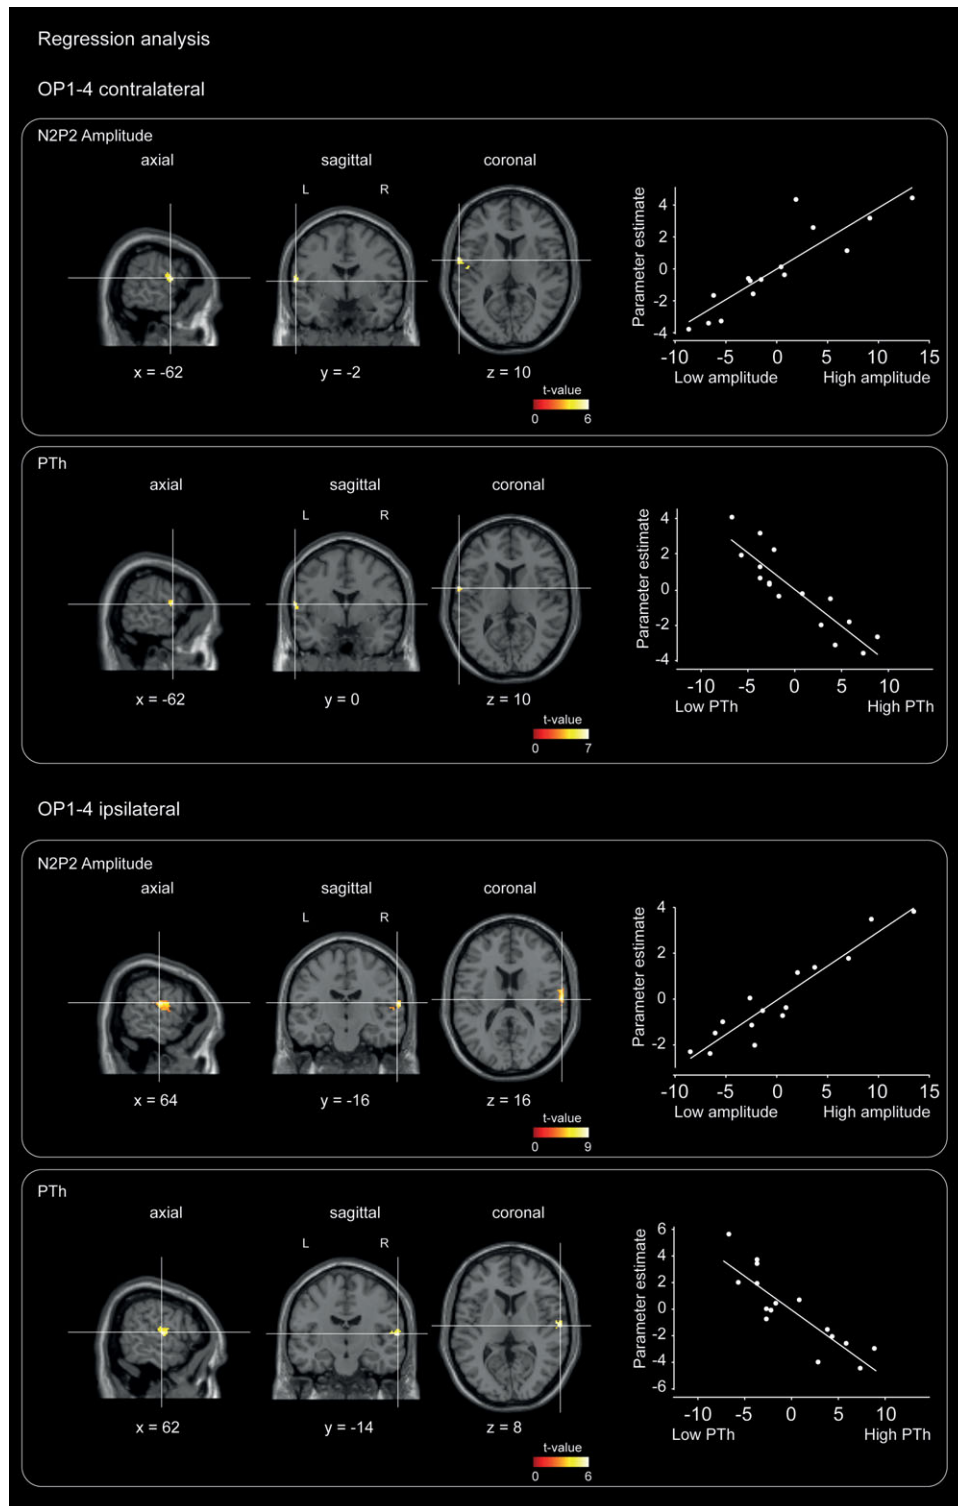 Regression analysis
OP1-4 contralateral
N2P2 Amplitude
axial sagittal coronal
L R
x = -62 y = -2 z = 10
t-value
0 6
Parameter estimate
4
2
0
-2
-4
-10 -5 0 5 10 15
Low amplitude High amplitude
PTh
axial sagittal coronal
L R
x = -62 y = 0 z = 10
t-value
0 7
Parameter estimate
4
2
0
-2
-4
-10 -5 0 5 10
Low PTh High PTh
OP1-4 ipsilateral
N2P2 Amplitude
axial sagittal coronal
L R
x = 64 y = -16 z = 16
t-value
0 9
Parameter estimate
4
2
0
-2
-10 -5 0 5 10 15
Low amplitude High amplitude
PTh
axial sagittal coronal
L R
x = 62 y = -14 z = 8
t-value
0 6
Parameter estimate
6
4
2
0
-2
-4
-6
-10 -5 0 5 10
Low PTh High PTh